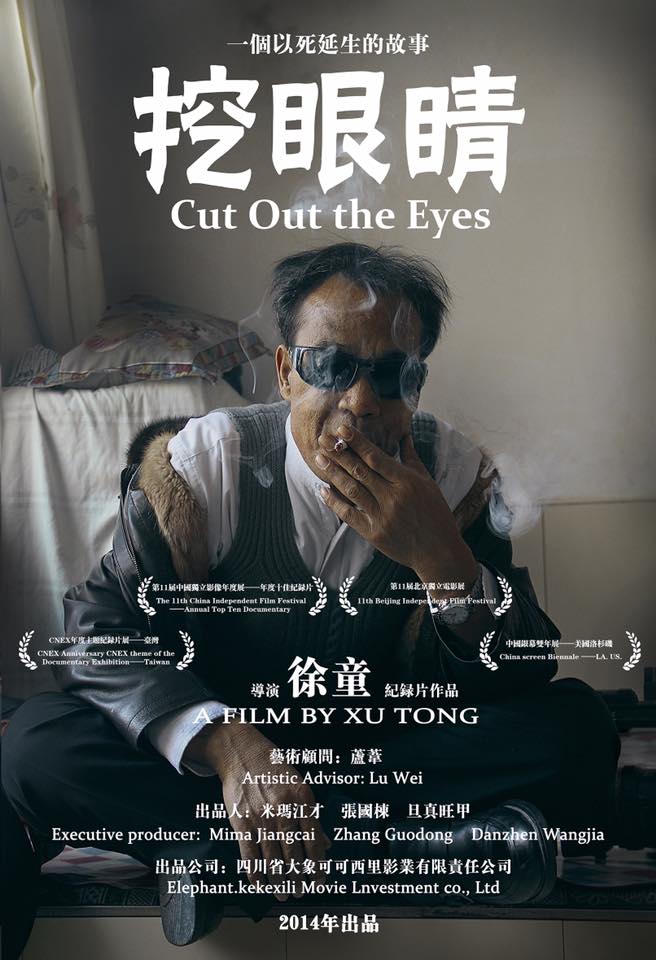 一個以死延生的故事
挖眼睛
Cut Out the Eyes
第11届中國獨立影像年度展——年度十佳紀録片
The 11th China Independent Film Festival
——Annual Top Ten Documentary
第11届北京獨立電影展
11th Beijing Independent Film Festival
CNEX年度主題紀録片展——臺灣
CNEX Anniversary CNEX theme of the
Documentary Exhibition——Taiwan
中國銀幕雙年展——美國洛杉磯
China screen Biennale ——LA. US.
導演 徐童 紀録片作品
A FILM BY XU TONG
藝術顧問：蘆葦
Artistic Advisor: Lu Wei
出品人：米瑪江才 張國棟 旦真旺甲
Executive producer: Mima Jiangcai Zhang Guodong Danzhen Wangjia
出品公司：四川省大象可可西里影業有限責任公司
Elephant.kekexili Movie Lnvestment co., Ltd
2014年出品